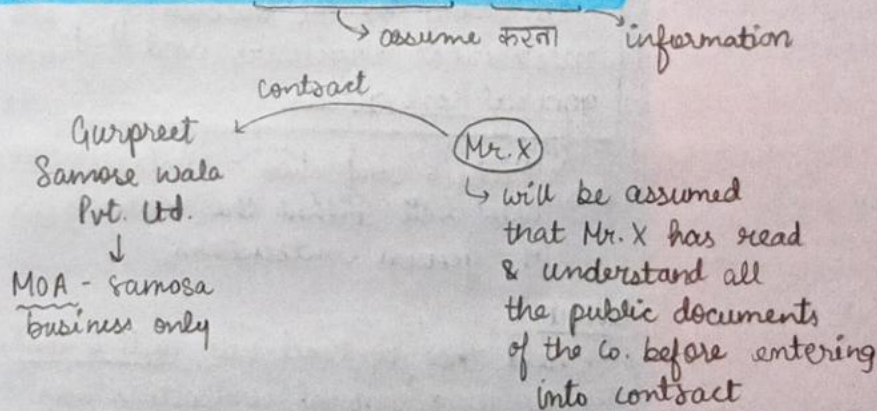 assume करना
information
contract
Gurpreet
Samose Wala
Pvt. Ltd.
MOA - samosa
business only
Mr. X
will be assumed
that Mr. X has read
& understand all
the public documents
of the Co. before entering
into contract